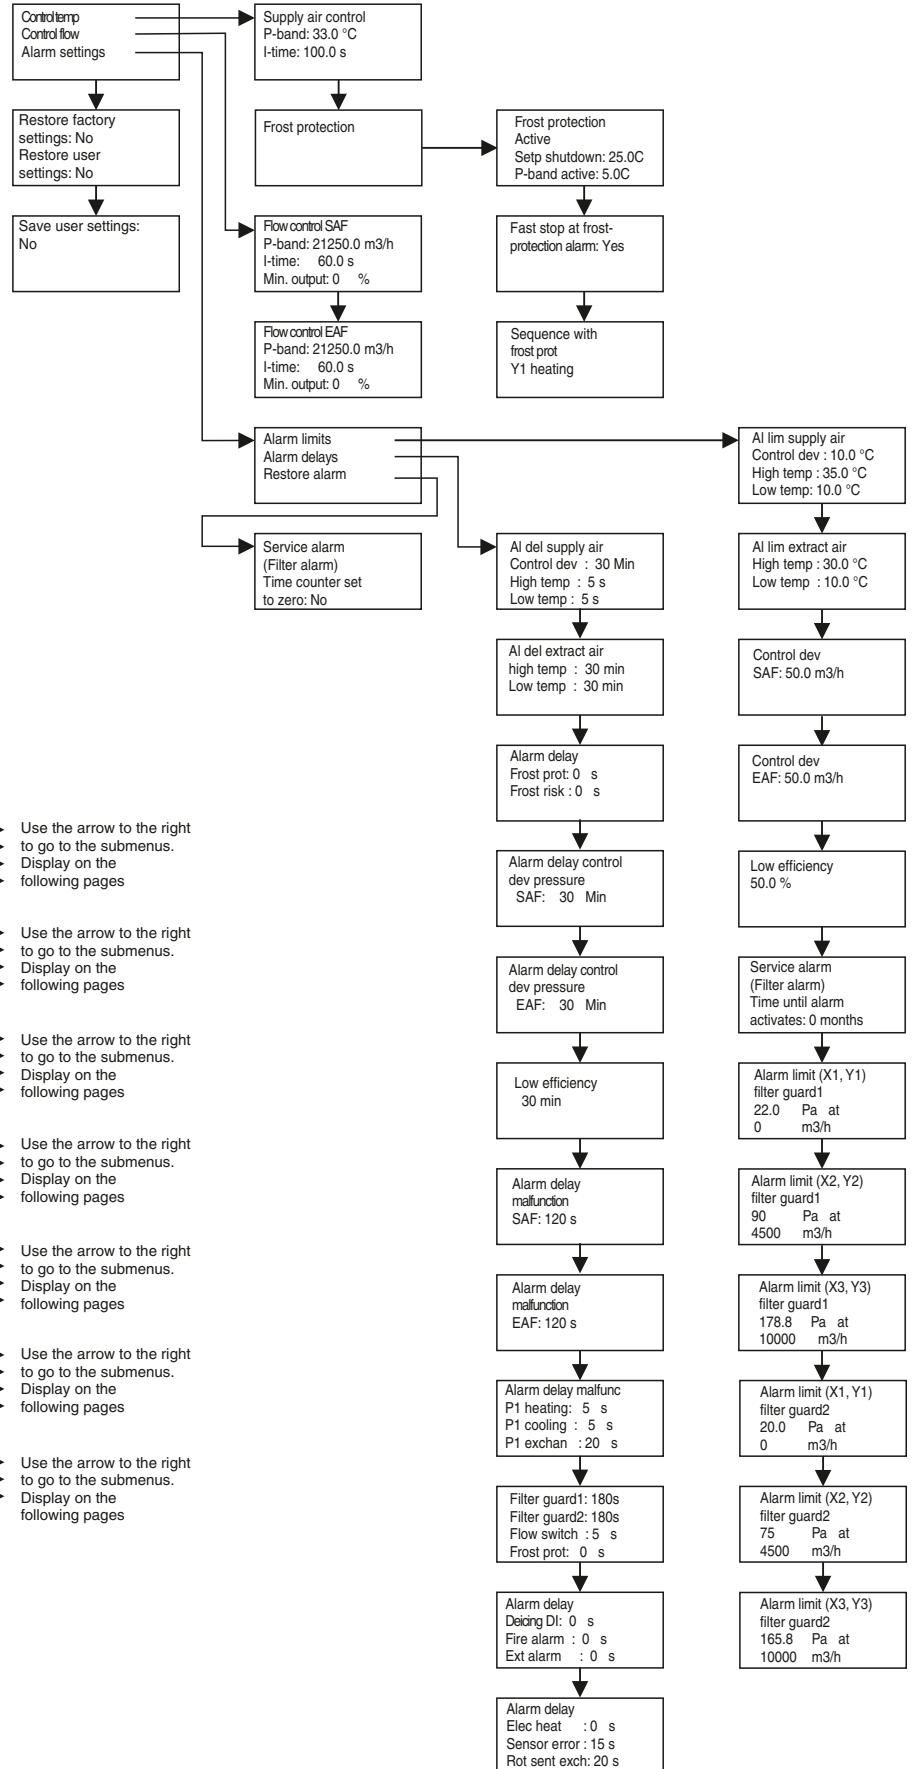 Control temp
Control flow
Alarm settings
Restore factory
settings: No
Restore user
settings: No
Save user settings:
No
Supply air control
P-band: 33.0 °C
I-time: 100.0 s
Frost protection
Frost protection
Active
Setp shutdown: 25.0C
P-band active: 5.0C
Fast stop at frost-
protection alarm: Yes
Sequence with
frost prot
Y1 heating
Flow control SAF
P-band: 21250.0 m3/h
I-time: 60.0 s
Min. output: 0 %
Flow control EAF
P-band: 21250.0 m3/h
I-time: 60.0 s
Min. output: 0 %
Alarm limits
Alarm delays
Restore alarm
Service alarm
(Filter alarm)
Time counter set
to zero: No
Al del supply air
Control dev : 30 Min
High temp : 5 s
Low temp : 5 s
Al del extract air
high temp : 30 min
Low temp : 30 min
Alarm delay
Frost prot: 0 s
Frost risk : 0 s
Alarm delay control
dev pressure
SAF: 30 Min
Alarm delay control
dev pressure
EAF: 30 Min
Low efficiency
30 min
Alarm delay
malfunction
SAF: 120 s
Alarm delay
malfunction
EAF: 120 s
Alarm delay malfunc
P1 heating: 5 s
P1 cooling : 5 s
P1 exchan : 20 s
Filter guard1: 180s
Filter guard2: 180s
Flow switch : 5 s
Frost prot: 0 s
Alarm delay
Deicing DI: 0 s
Fire alarm : 0 s
Ext alarm : 0 s
Alarm delay
Elec heat : 0 s
Sensor error : 15 s
Rot sent exch: 20 s
Al lim supply air
Control dev : 10.0 °C
High temp : 35.0 °C
Low temp: 10.0 °C
Al lim extract air
High temp : 30.0 °C
Low temp : 10.0 °C
Control dev
SAF: 50.0 m3/h
Control dev
EAF: 50.0 m3/h
Low efficiency
50.0 %
Service alarm
(Filter alarm)
Time until alarm
activates: 0 months
Alarm limit (X1, Y1)
filter guard1
22.0 Pa at
0 m3/h
Alarm limit (X2, Y2)
filter guard1
90 Pa at
4500 m3/h
Alarm limit (X3, Y3)
filter guard1
178.8 Pa at
10000 m3/h
Alarm limit (X1, Y1)
filter guard2
20.0 Pa at
0 m3/h
Alarm limit (X2, Y2)
filter guard2
75 Pa at
4500 m3/h
Alarm limit (X3, Y3)
filter guard2
165.8 Pa at
10000 m3/h
Use the arrow to the right
to go to the submenus.
Display on the
following pages
Use the arrow to the right
to go to the submenus.
Display on the
following pages
Use the arrow to the right
to go to the submenus.
Display on the
following pages
Use the arrow to the right
to go to the submenus.
Display on the
following pages
Use the arrow to the right
to go to the submenus.
Display on the
following pages
Use the arrow to the right
to go to the submenus.
Display on the
following pages
Use the arrow to the right
to go to the submenus.
Display on the
following pages